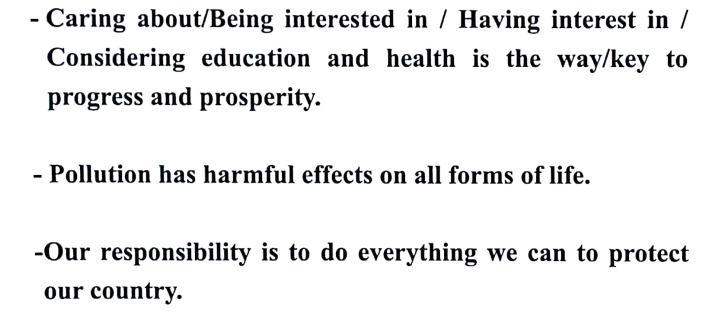 - Caring about/Being interested in / Having interest in /
Considering education and health is the way/key to
progress and prosperity.
- Pollution has harmful effects on all forms of life.
-Our responsibility is to do everything we can to protect
our country.